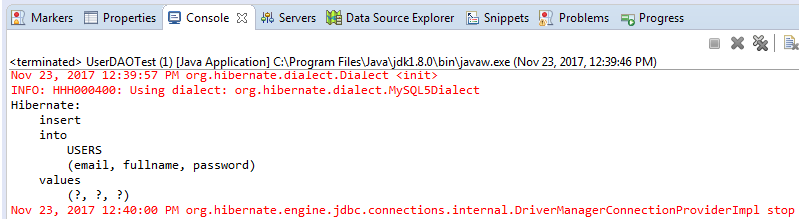 Markers Properties Console Servers Data Source Explorer Snippets Problems Progress
<terminated> UserDAOTest (1) [Java Application] C:\Program Files\Java\jdk1.8.0\bin\javaw.exe (Nov 23, 2017, 12:39:46 PM)
Nov 23, 2017 12:39:57 PM org.hibernate.dialect.Dialect <init>
INFO: HHH000400: Using dialect: org.hibernate.dialect.MySQL5Dialect
Hibernate:
    insert
    into
        USERS
        (email, fullname, password)
    values
        (?, ?, ?)
Nov 23, 2017 12:40:00 PM org.hibernate.engine.jdbc.connections.internal.DriverManagerConnectionProviderImpl stop